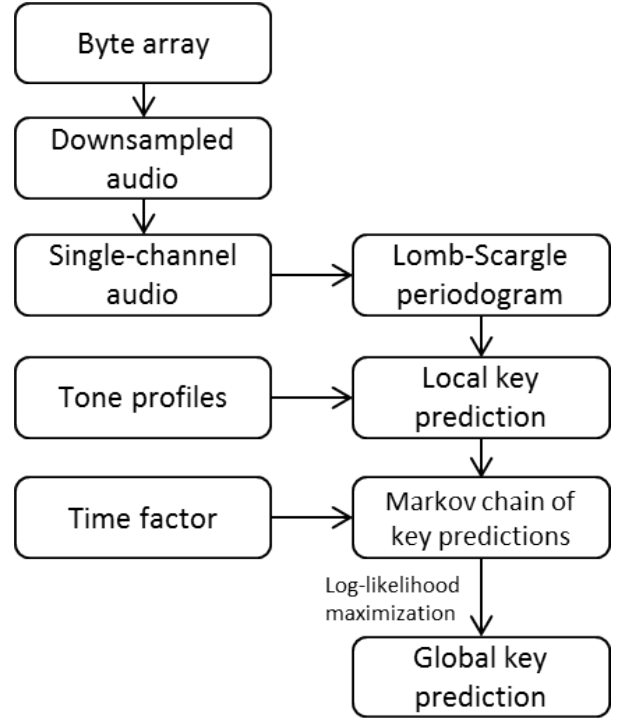 Byte array
Downsampled
audio
Single-channel
audio
Lomb-Scargle
periodogram
Tone profiles
Local key
prediction
Time factor
Markov chain of
key predictions
Log-likelihood
maximization
Global key
prediction